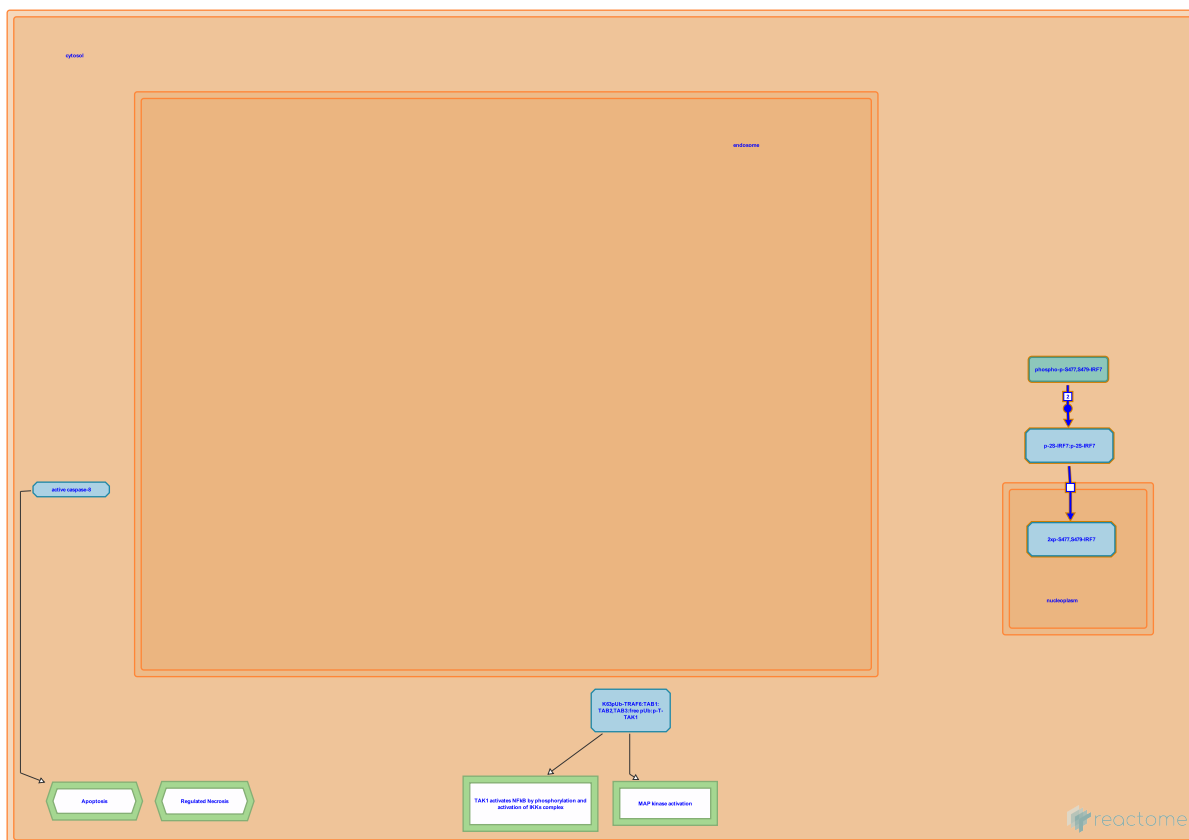 cytosol
endosome
phospho-p-S477,S479-IRF7
2
p-2S-IRF7:p-2S-IRF7
active caspase-8
2xp-S477,S479-IRF7
nucleoplasm
K63pUb-TRAF6:TAB1:
TAB2,TAB3:free pUb:p-T-
TAK1
Apoptosis
Regulated Necrosis
TAK1 activates NFkB by phosphorylation and
activation of IKKs complex
MAP kinase activation
reactome